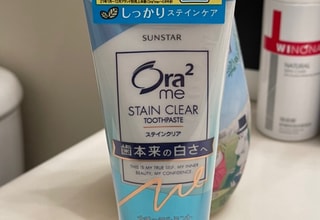 しっかりステインケア
SUNSTAR
Ora2
me
STAIN CLEAR
TOOTHPASTE
ステインクリア
歯本来の白さへ
THIS IS MY TRUE SELF, MY INNER
BEAUTY, MY CONFIDENCE.
WINONA